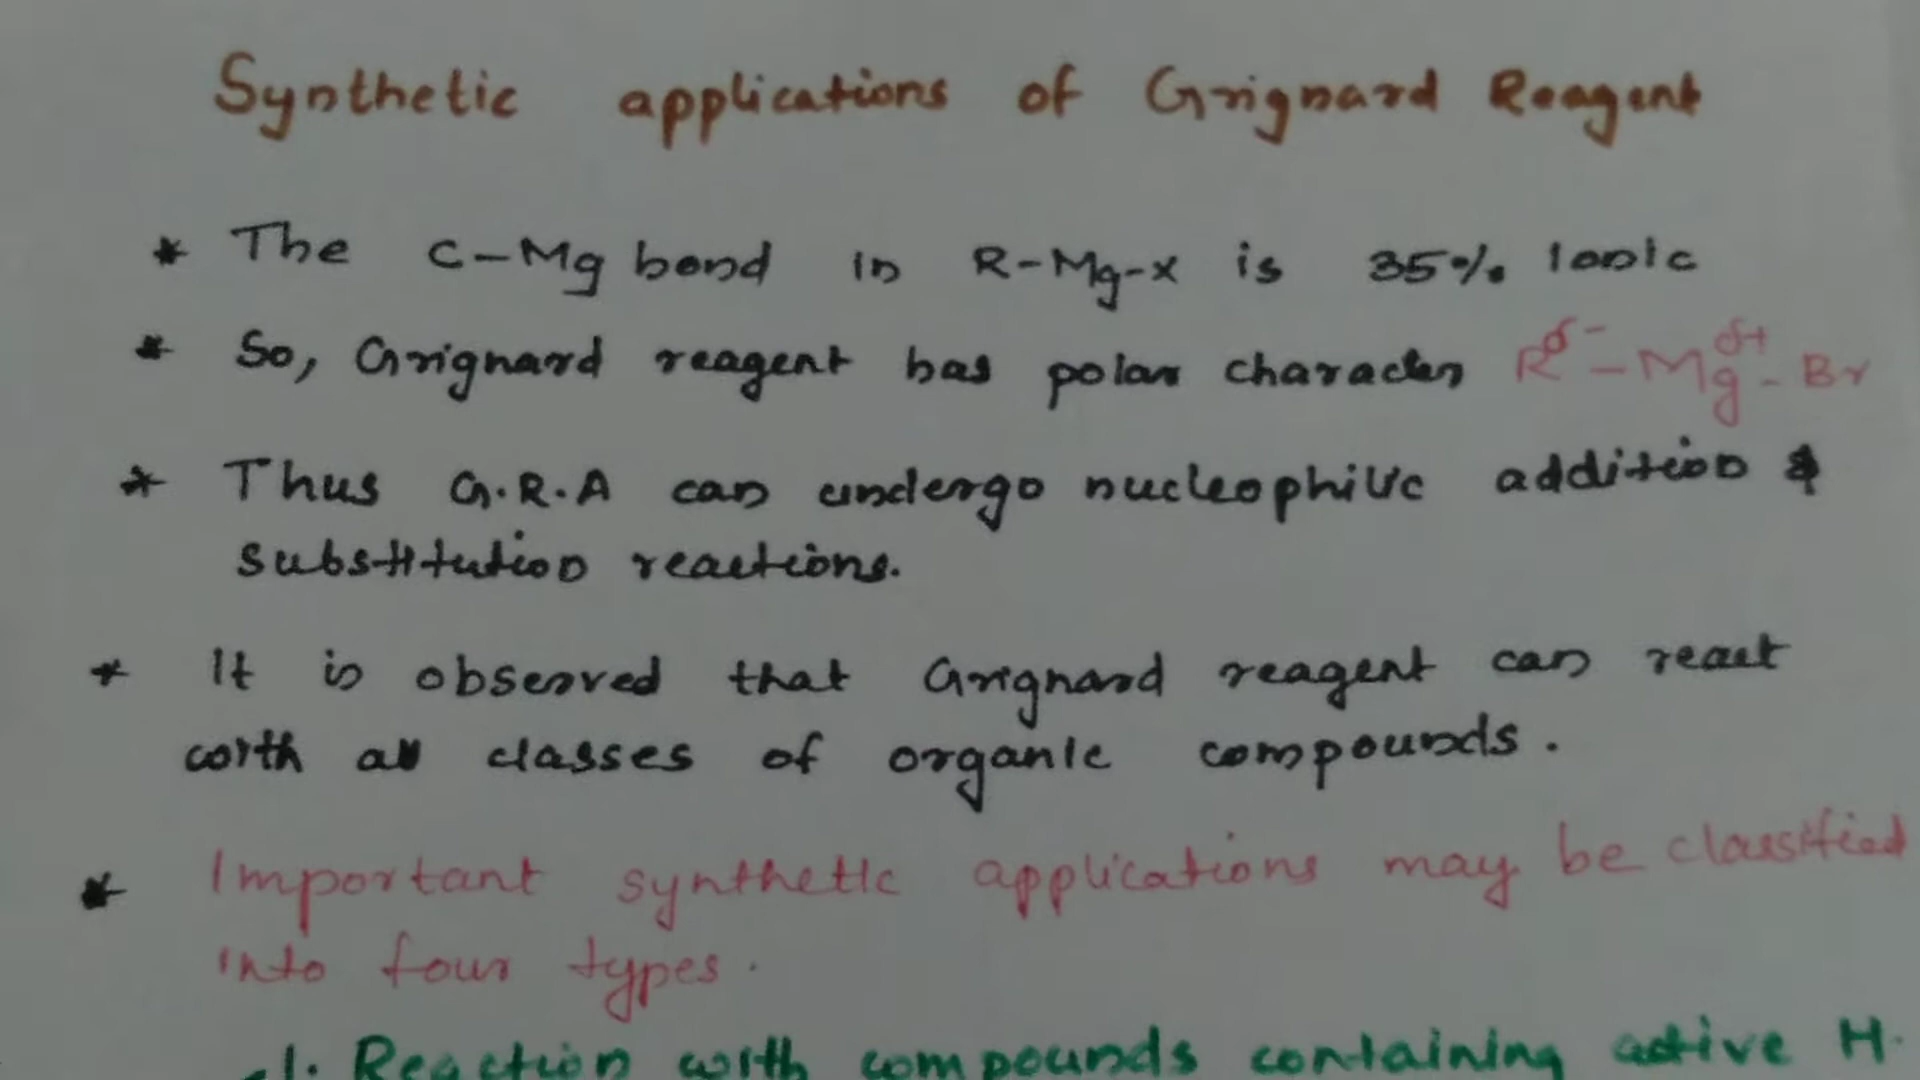 Synthetic applications of Grignard Reagent
* The C-Mg bond in R-Mg-X is 35% Ionic
* So, Grignard reagent has polar character R^δ- - Mg^δ+ - Br
* Thus G.R.A can undergo nucleophilic addition &
substitution reactions.
* It is observed that Grignard reagent can react
with all classes of organic compounds.
* Important synthetic applications may be classified
into four types.
1. Reaction with compounds containing active H.